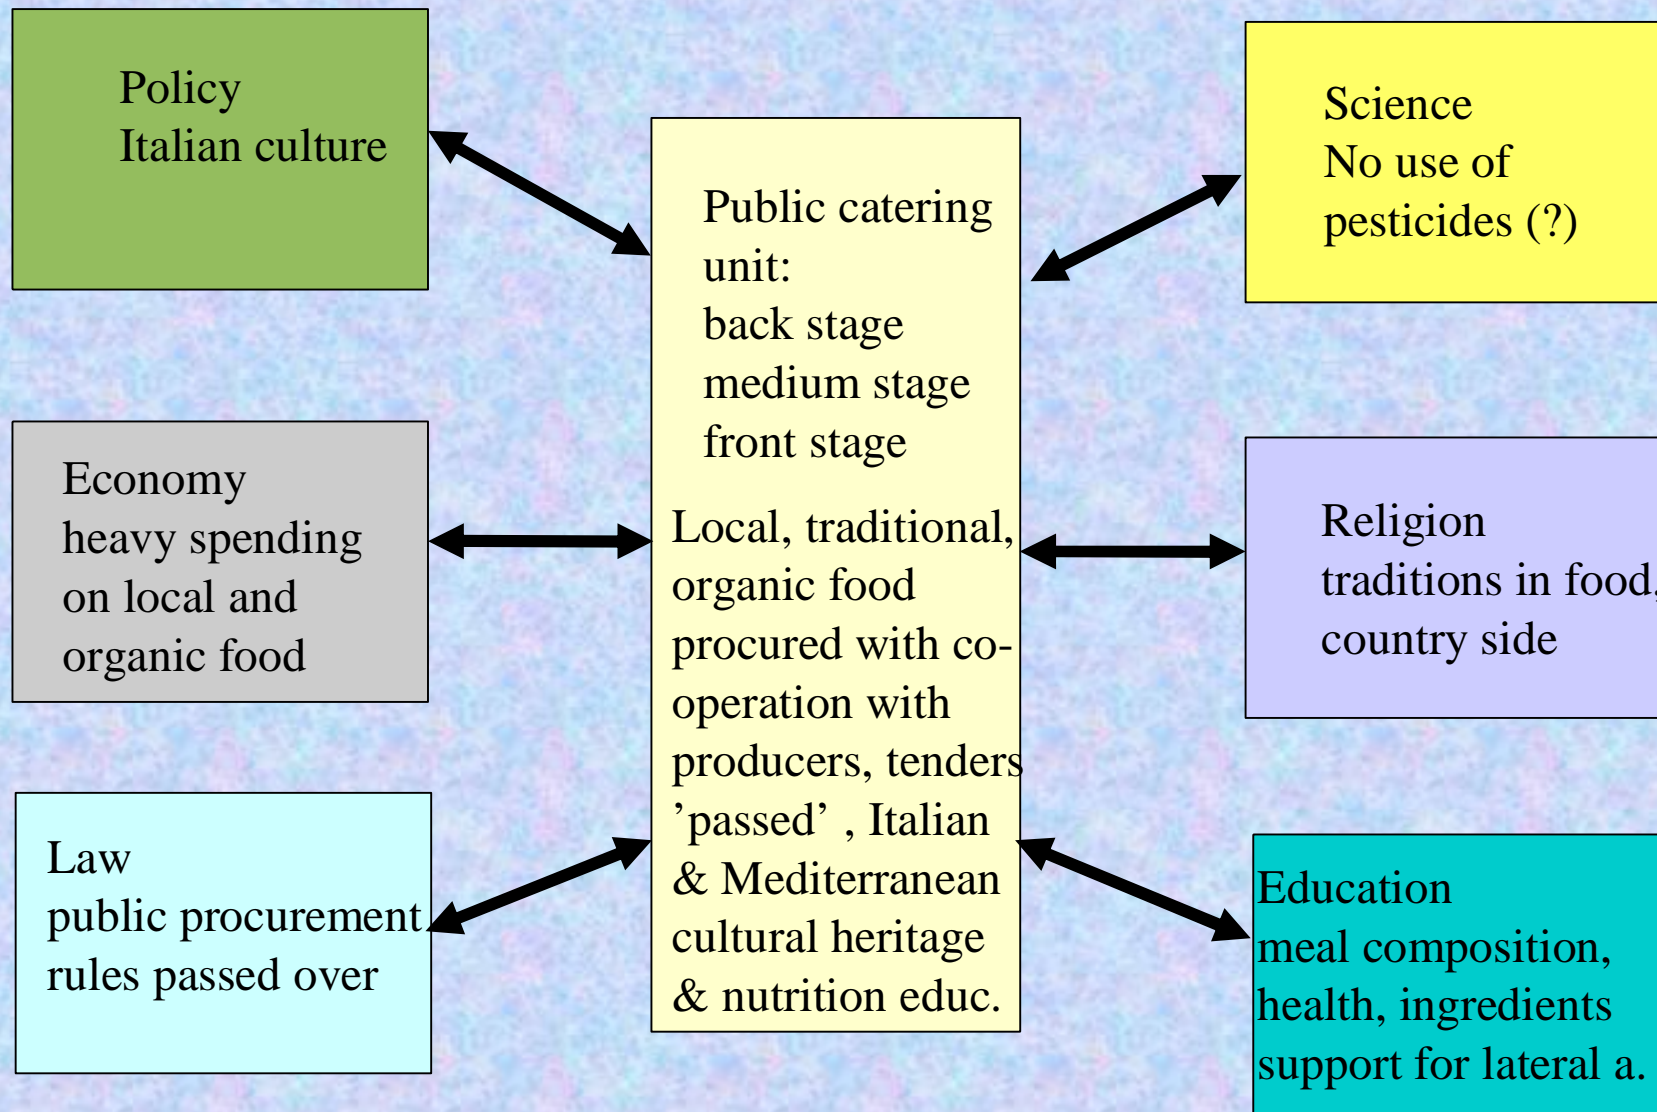 Policy
Italian culture
Economy
heavy spending
on local and
organic food
Law
public procurement
rules passed over
Public catering
unit:
back stage
medium stage
front stage
Local, traditional,
organic food
procured with co-
operation with
producers, tenders
’passed’ , Italian
& Mediterranean
cultural heritage
& nutrition educ.
Science
No use of
pesticides (?)
Religion
traditions in food,
country side
Education
meal composition,
health, ingredients
support for lateral a.